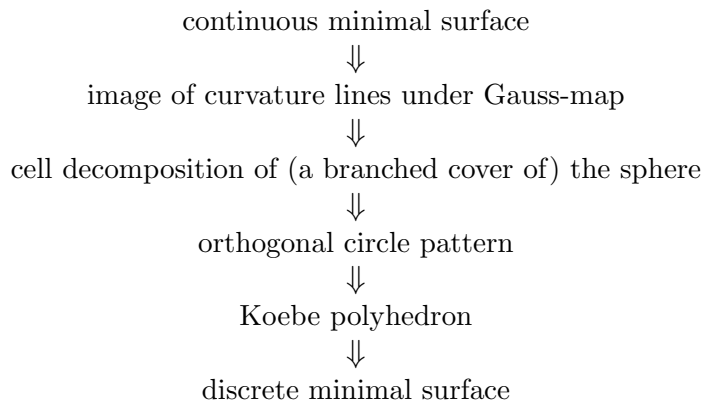 continuous minimal surface
⇓
image of curvature lines under Gauss-map
⇓
cell decomposition of (a branched cover of) the sphere
⇓
orthogonal circle pattern
⇓
Koebe polyhedron
⇓
discrete minimal surface